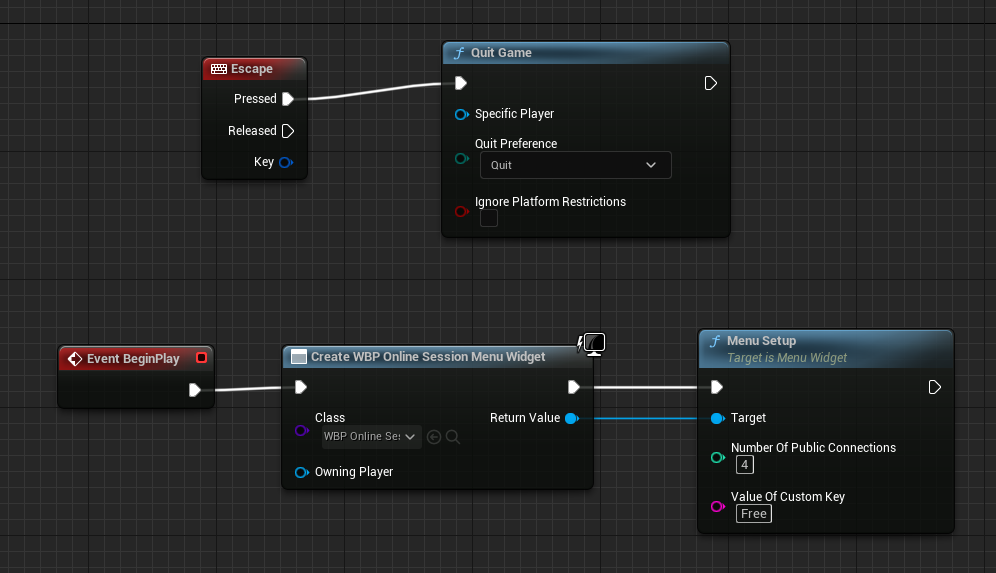 Escape
Pressed
Released
Key
Quit Game
Specific Player
Quit Preference
Quit
Ignore Platform Restrictions
Event BeginPlay
Create WBP Online Session Menu Widget
Class
WBP Online Ses
Return Value
Owning Player
Menu Setup
Target is Menu Widget
Target
Number Of Public Connections
4
Value Of Custom Key
Free